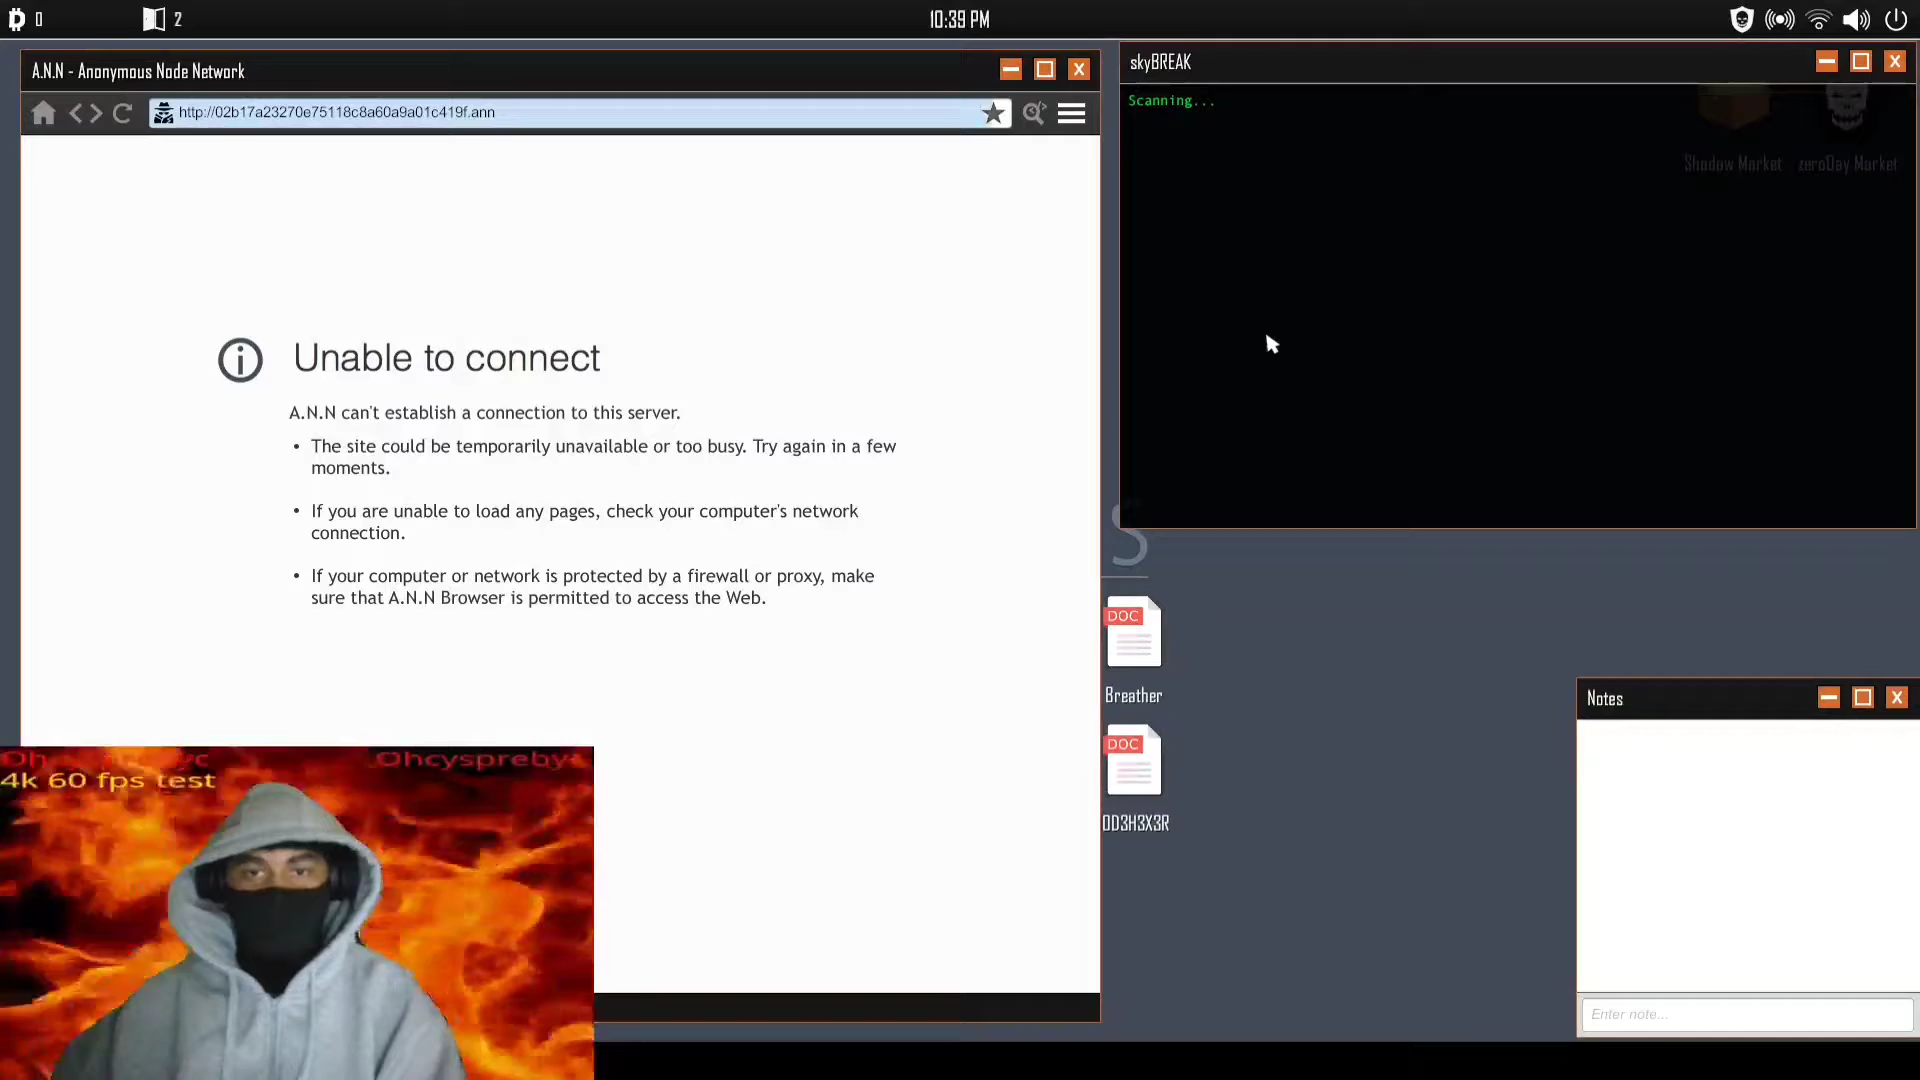 0
2
10:39 PM
A.N.N - Anonymous Node Network
http://02b17a23270e75118c8a60a9a01c419f.ann
Unable to connect
A.N.N can't establish a connection to this server.
• The site could be temporarily unavailable or too busy. Try again in a few
moments.
• If you are unable to load any pages, check your computer's network
connection.
• If your computer or network is protected by a firewall or proxy, make
sure that A.N.N Browser is permitted to access the Web.
skyBREAK
Scanning...
Shadow Market
zeroDay Market
S
DOC
Breather
DOC
0D3H3X3R
Notes
Enter note...
4k 60 fps test